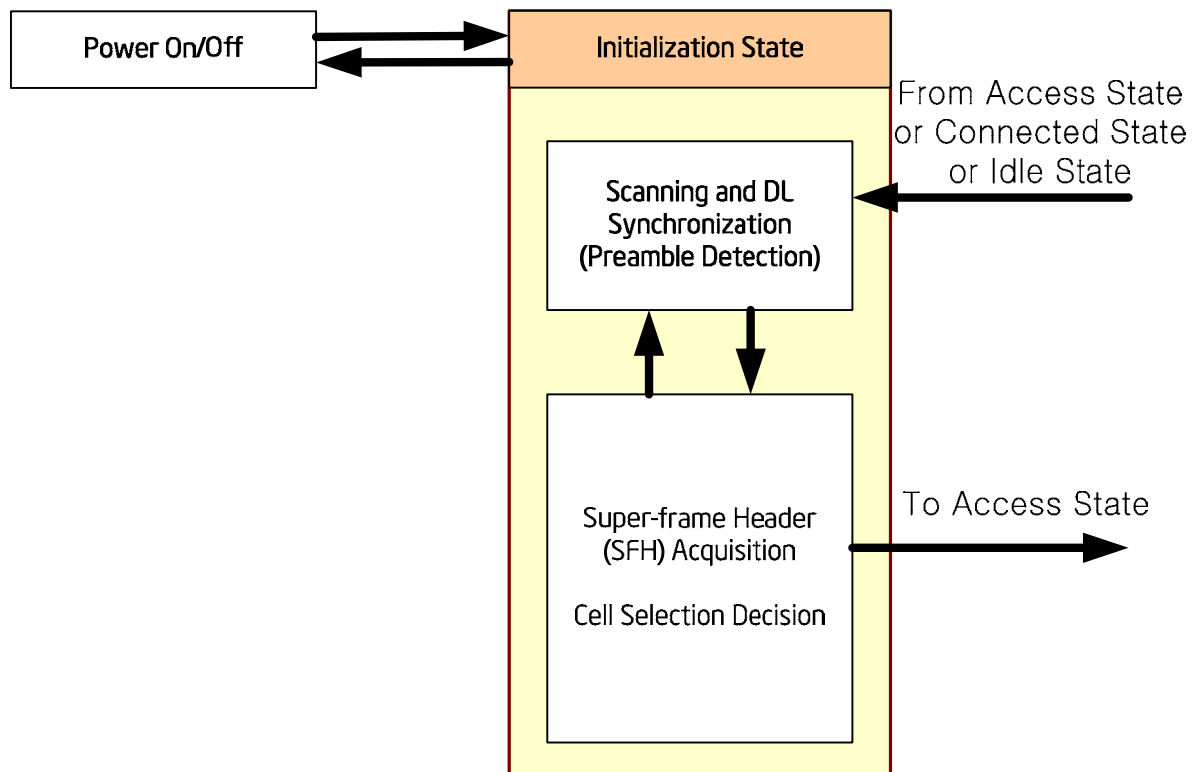 Power On/Off
Initialization State
From Access State
or Connected State
or Idle State
Scanning and DL
Synchronization
(Preamble Detection)
Super-frame Header
(SFH) Acquisition
Cell Selection Decision
To Access State